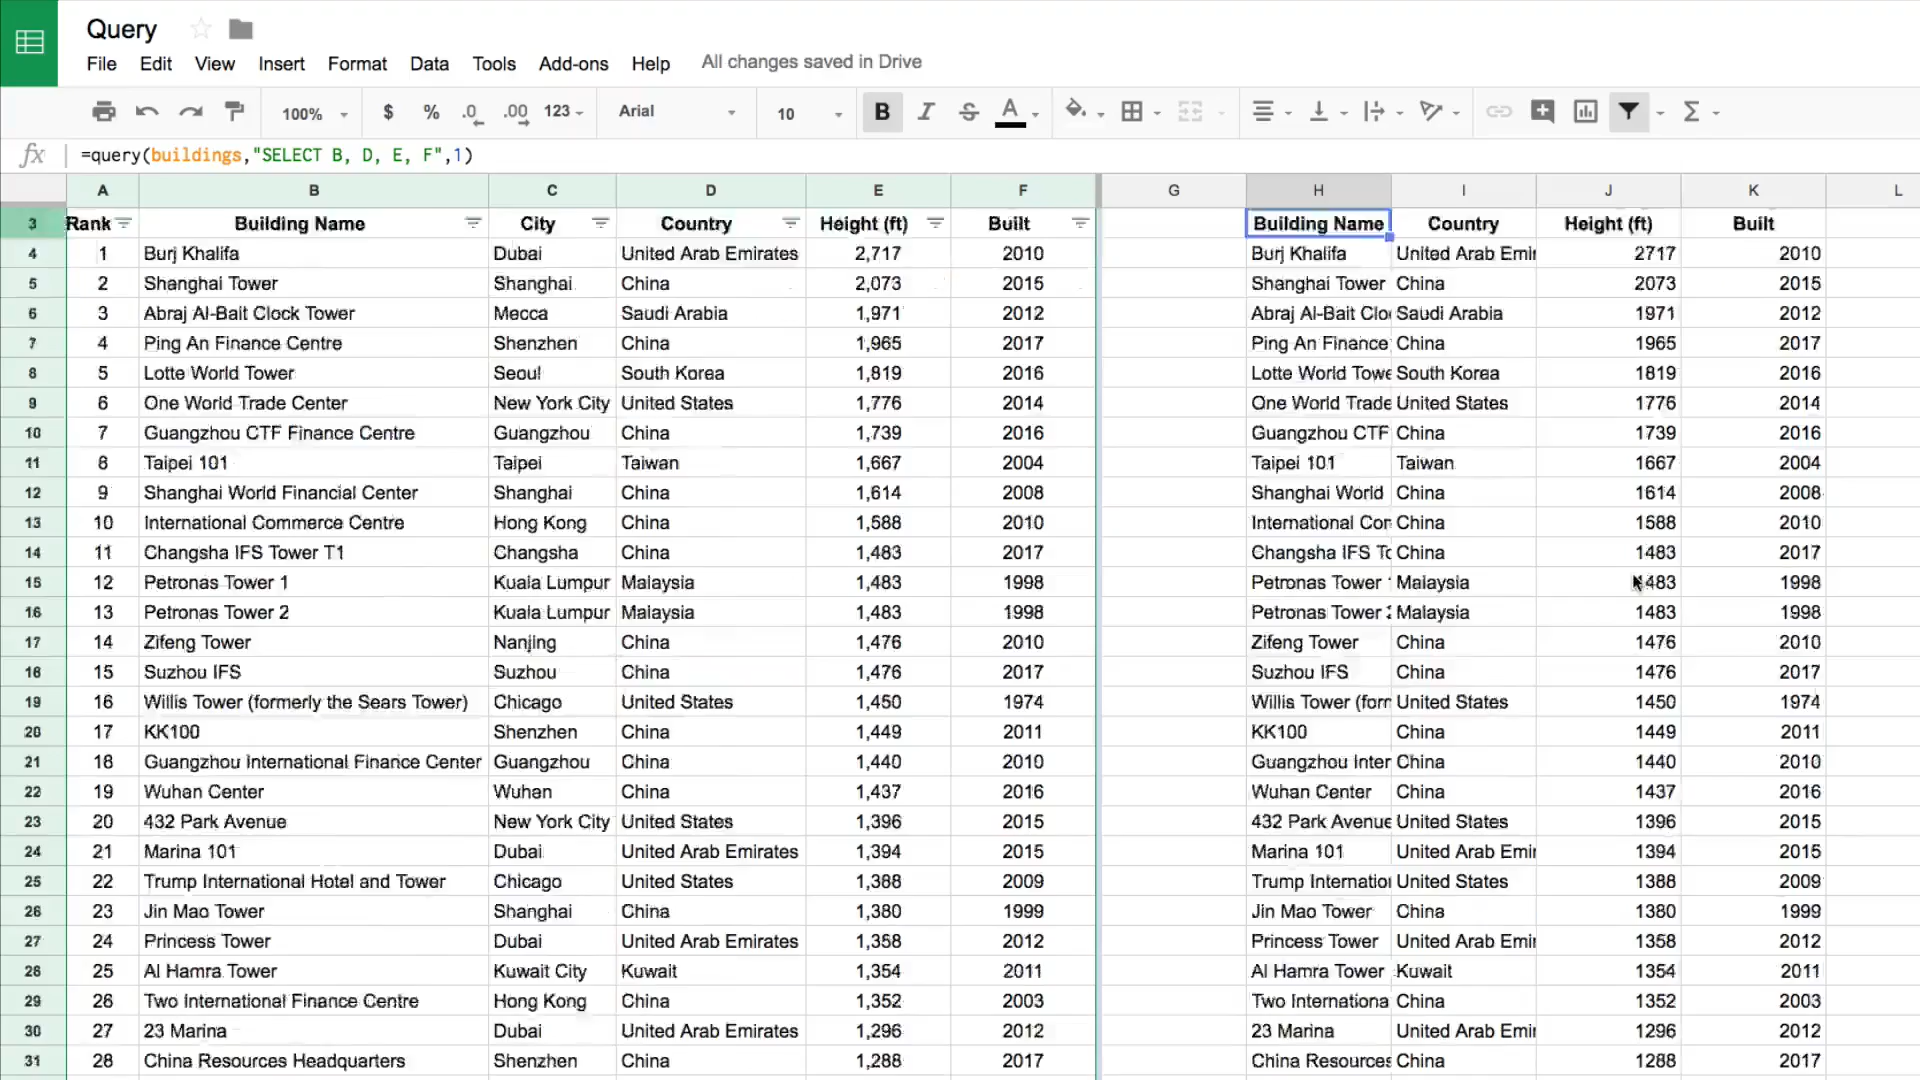 Query
File Edit View Insert Format Data Tools Add-ons Help All changes saved in Drive
100% $ % .0 .00 123 Arial 10 B I S A Σ
fx =query(buildings,"SELECT B, D, E, F",1)
A B C D E F G H I J K L
3 Rank Building Name City Country Height (ft) Built Building Name Country Height (ft) Built
4 1 Burj Khalifa Dubai United Arab Emirates 2,717 2010 Burj Khalifa United Arab Emir 2717 2010
5 2 Shanghai Tower Shanghai China 2,073 2015 Shanghai Tower China 2073 2015
6 3 Abraj Al-Bait Clock Tower Mecca Saudi Arabia 1,971 2012 Abraj Al-Bait Clo Saudi Arabia 1971 2012
7 4 Ping An Finance Centre Shenzhen China 1,965 2017 Ping An Finance China 1965 2017
8 5 Lotte World Tower Seoul South Korea 1,819 2016 Lotte World Towe South Korea 1819 2016
9 6 One World Trade Center New York City United States 1,776 2014 One World Trade United States 1776 2014
10 7 Guangzhou CTF Finance Centre Guangzhou China 1,739 2016 Guangzhou CTF China 1739 2016
11 8 Taipei 101 Taipei Taiwan 1,667 2004 Taipei 101 Taiwan 1667 2004
12 9 Shanghai World Financial Center Shanghai China 1,614 2008 Shanghai World China 1614 2008
13 10 International Commerce Centre Hong Kong China 1,588 2010 International Com China 1588 2010
14 11 Changsha IFS Tower T1 Changsha China 1,483 2017 Changsha IFS To China 1483 2017
15 12 Petronas Tower 1 Kuala Lumpur Malaysia 1,483 1998 Petronas Tower 1 Malaysia 483 1998
16 13 Petronas Tower 2 Kuala Lumpur Malaysia 1,483 1998 Petronas Tower 2 Malaysia 1483 1998
17 14 Zifeng Tower Nanjing China 1,476 2010 Zifeng Tower China 1476 2010
18 15 Suzhou IFS Suzhou China 1,476 2017 Suzhou IFS China 1476 2017
19 16 Willis Tower (formerly the Sears Tower) Chicago United States 1,450 1974 Willis Tower (form United States 1450 1974
20 17 KK100 Shenzhen China 1,449 2011 KK100 China 1449 2011
21 18 Guangzhou International Finance Center Guangzhou China 1,440 2010 Guangzhou Inter China 1440 2010
22 19 Wuhan Center Wuhan China 1,437 2016 Wuhan Center China 1437 2016
23 20 432 Park Avenue New York City United States 1,396 2015 432 Park Avenue United States 1396 2015
24 21 Marina 101 Dubai United Arab Emirates 1,394 2015 Marina 101 United Arab Emir 1394 2015
25 22 Trump International Hotel and Tower Chicago United States 1,388 2009 Trump Internation United States 1388 2009
26 23 Jin Mao Tower Shanghai China 1,380 1999 Jin Mao Tower China 1380 1999
27 24 Princess Tower Dubai United Arab Emirates 1,358 2012 Princess Tower United Arab Emir 1358 2012
28 25 Al Hamra Tower Kuwait City Kuwait 1,354 2011 Al Hamra Tower Kuwait 1354 2011
29 26 Two International Finance Centre Hong Kong China 1,352 2003 Two Internationa China 1352 2003
30 27 23 Marina Dubai United Arab Emirates 1,296 2012 23 Marina United Arab Emir 1296 2012
31 28 China Resources Headquarters Shenzhen China 1,288 2017 China Resources China 1288 2017